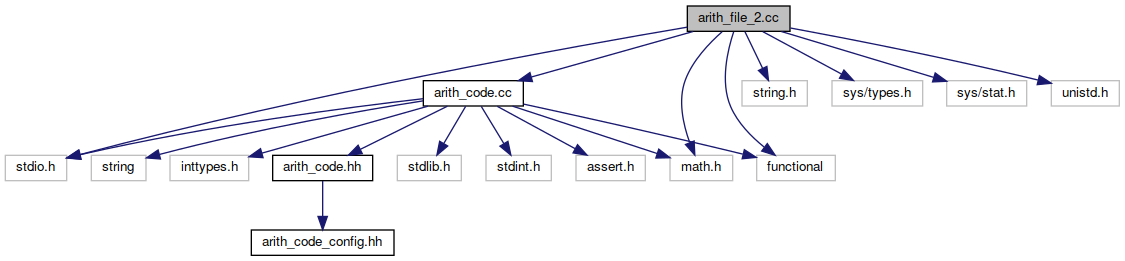 arith_file_2.cc
arith_code.cc
string.h
sys/types.h
sys/stat.h
unistd.h
stdio.h
string
inttypes.h
arith_code.hh
stdlib.h
stdint.h
assert.h
math.h
functional
arith_code_config.hh